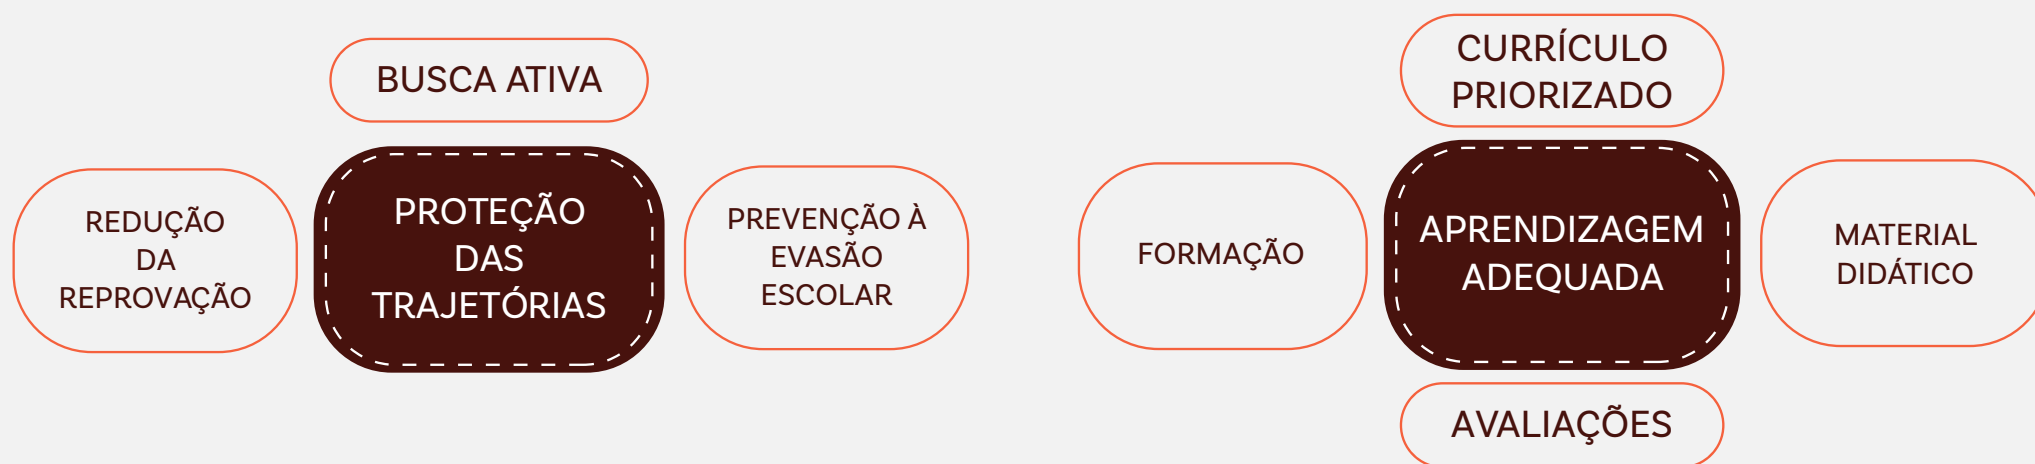 BUSCA ATIVA
REDUÇÃO
DA
REPROVAÇÃO
PROTEÇÃO
DAS
TRAJETÓRIAS
PREVENÇÃO À
EVASÃO
ESCOLAR
CURRÍCULO
PRIORIZADO
FORMAÇÃO
APRENDIZAGEM
ADEQUADA
MATERIAL
DIDÁTICO
AVALIAÇÕES